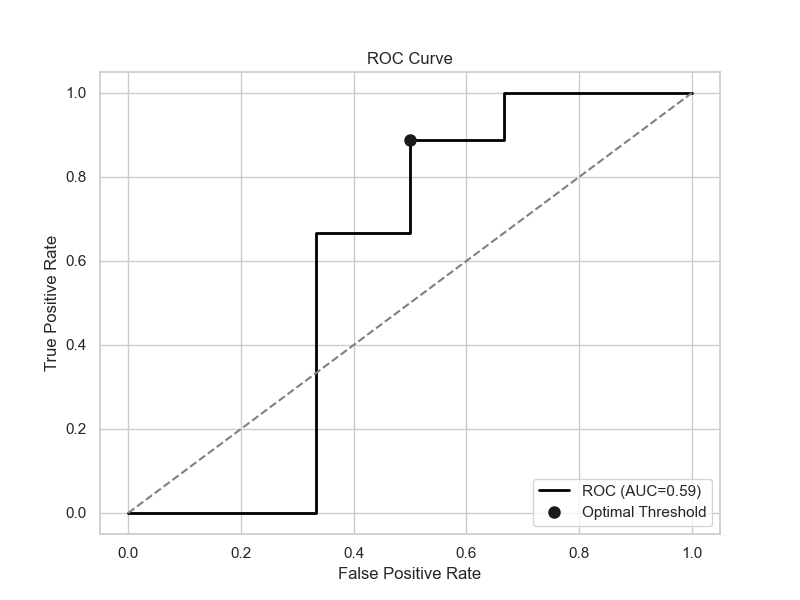 ROC Curve
1.0
0.8
0.6
0.4
0.2
0.0
True Positive Rate
0.0 0.2 0.4 0.6 0.8 1.0
False Positive Rate
ROC (AUC=0.59)
Optimal Threshold